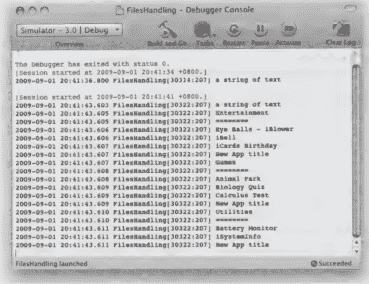 FilesHandling - Debugger Console
Simulator - 3.0 | Debug
Overview
Build and Go
Tasks
Restart
Pause
Activate
Clear Log
The Debugger has exited with status 0.
[Session started at 2009-09-01 20:41:34 +0800.]
2009-09-01 20:41:36.800 FilesHandling[30314:207] a string of text
[Session started at 2009-09-01 20:41:41 +0800.]
2009-09-01 20:41:43.603 FilesHandling[30322:207] a string of text
2009-09-01 20:41:43.605 FilesHandling[30322:207] Entertainment
2009-09-01 20:41:43.605 FilesHandling[30322:207] ========
2009-09-01 20:41:43.606 FilesHandling[30322:207] Eye Balls - iBlower
2009-09-01 20:41:43.606 FilesHandling[30322:207] iBell
2009-09-01 20:41:43.607 FilesHandling[30322:207] iCards Birthday
2009-09-01 20:41:43.607 FilesHandling[30322:207] New App title
2009-09-01 20:41:43.607 FilesHandling[30322:207] Games
2009-09-01 20:41:43.608 FilesHandling[30322:207] ========
2009-09-01 20:41:43.608 FilesHandling[30322:207] Animal Park
2009-09-01 20:41:43.609 FilesHandling[30322:207] Biology Quiz
2009-09-01 20:41:43.609 FilesHandling[30322:207] Calculus Test
2009-09-01 20:41:43.609 FilesHandling[30322:207] New App title
2009-09-01 20:41:43.610 FilesHandling[30322:207] Utilities
2009-09-01 20:41:43.610 FilesHandling[30322:207] ========
2009-09-01 20:41:43.611 FilesHandling[30322:207] Battery Monitor
2009-09-01 20:41:43.611 FilesHandling[30322:207] iSystemInfo
2009-09-01 20:41:43.611 FilesHandling[30322:207] New App title
FilesHandling launched
Succeeded